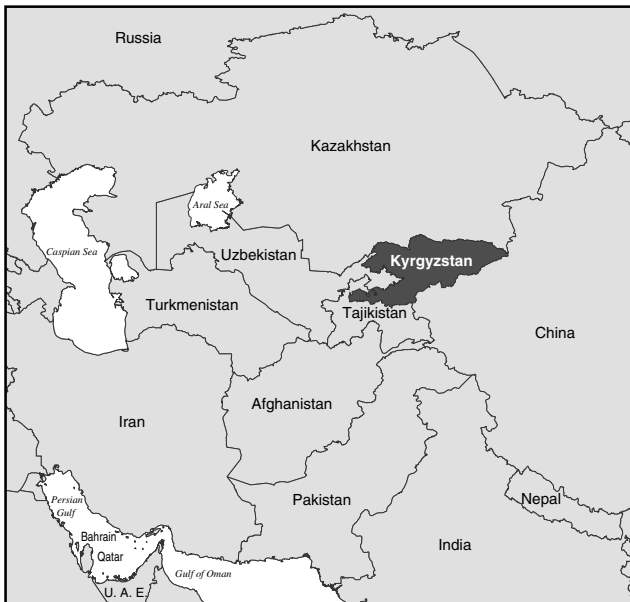 Russia
Kazakhstan
Aral Sea
Caspian Sea
Uzbekistan
Kyrgyzstan
Turkmenistan
Tajikistan
China
Afghanistan
Iran
Pakistan
Nepal
Persian
Gulf
Bahrain
Qatar
India
Gulf of Oman
U. A. E.